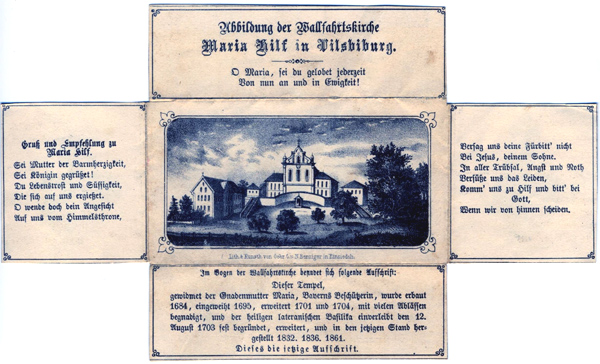 Abbildung der Wallfahrtskirche
Maria Hilf in Vilsbiburg.
O Maria, sei du gelobet jederzeit
Von nun an und in Ewigkeit!
Gruß und Empfehlung zu
Maria Hilf.
Sei Mutter der Barmherzigkeit,
Sei Königin gegrüßet!
Du Lebenstrost und Süßigkeit,
Die sich auf uns ergießet.
O wende doch dein Angesicht
Auf uns vom Himmelsthrone,
Versag uns deine Fürbitt' nicht
Bei Jesus, deinem Sohne.
In aller Trübsal, Angst und Noth
Versüße uns das Leiden,
Komm' uns zu Hilf und bitt' bei
Gott,
Wenn wir von hinnen scheiden.
Lith. & Kunstdr. von Gebr. C. & N. Benziger in Einsiedeln.
Im Bogen der Wallfahrtskirche befindet sich folgende Aufschrift:
Dieser Tempel,
gewidmet der Gnadenmutter Maria, Bayerns Beschützerin, wurde erbaut
1684, eingeweiht 1695, erweitert 1701 und 1704, mit vielen Ablässen
begnadigt, und der heiligen lateranischen Basilika einverleibt den 12.
August 1703 fest begründet, erweitert, und in den jetzigen Stand her-
gestellt 1832. 1836. 1861.
Dieses die jetzige Aufschrift.